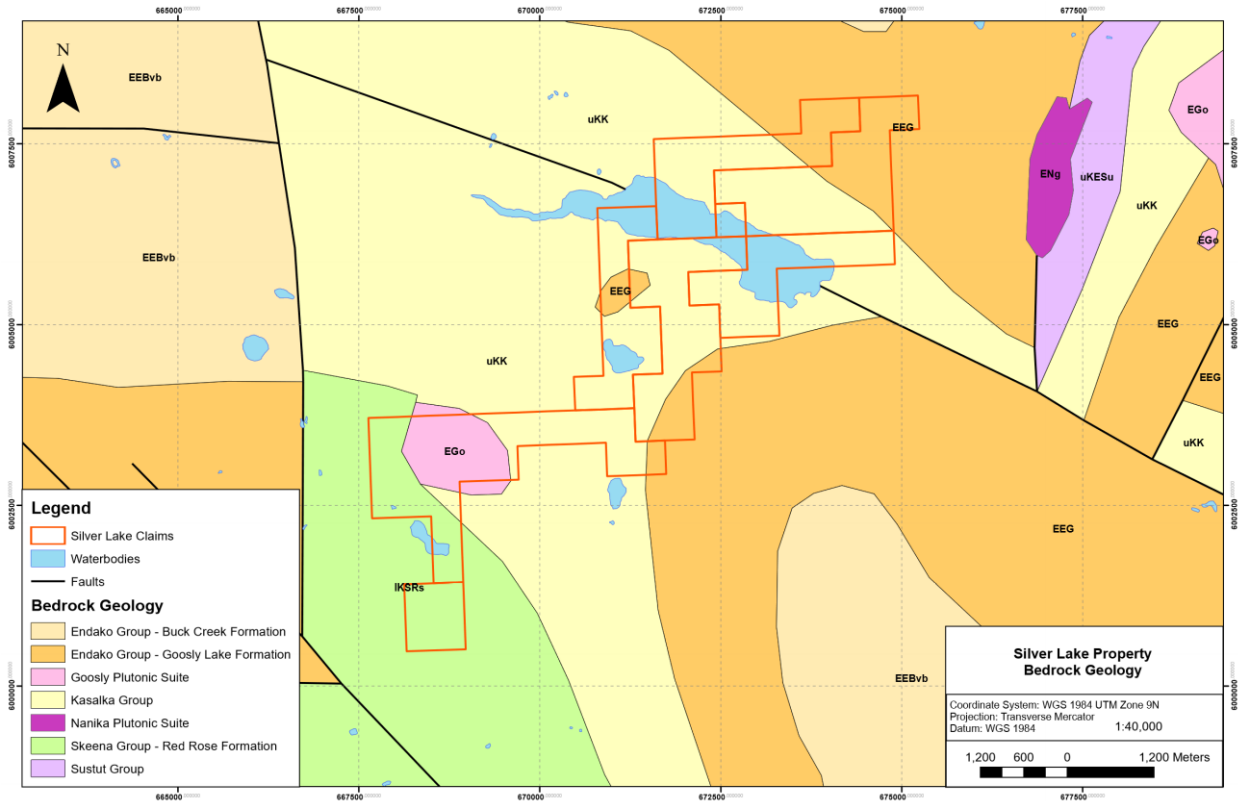 665000
667500
670000
672500
675000
677500
N
EEBvb
uKK
EEG
EGo
6007500
6007500
ENg
uKESu
uKK
EGo
EEBvb
EEG
EEG
6005000
6005000
uKK
EEG
uKK
EGo
6002500
6002500
EEG
lKSRs
EEBvb
6000000
6000000
Legend
Silver Lake Claims
Waterbodies
Faults
Bedrock Geology
Endako Group - Buck Creek Formation
Endako Group - Goosly Lake Formation
Goosly Plutonic Suite
Kasalka Group
Nanika Plutonic Suite
Skeena Group - Red Rose Formation
Sustut Group
Silver Lake Property
Bedrock Geology
Coordinate System: WGS 1984 UTM Zone 9N
Projection: Transverse Mercator
Datum: WGS 1984
1:40,000
1,200 600 0 1,200 Meters
665000
667500
670000
672500
675000
677500